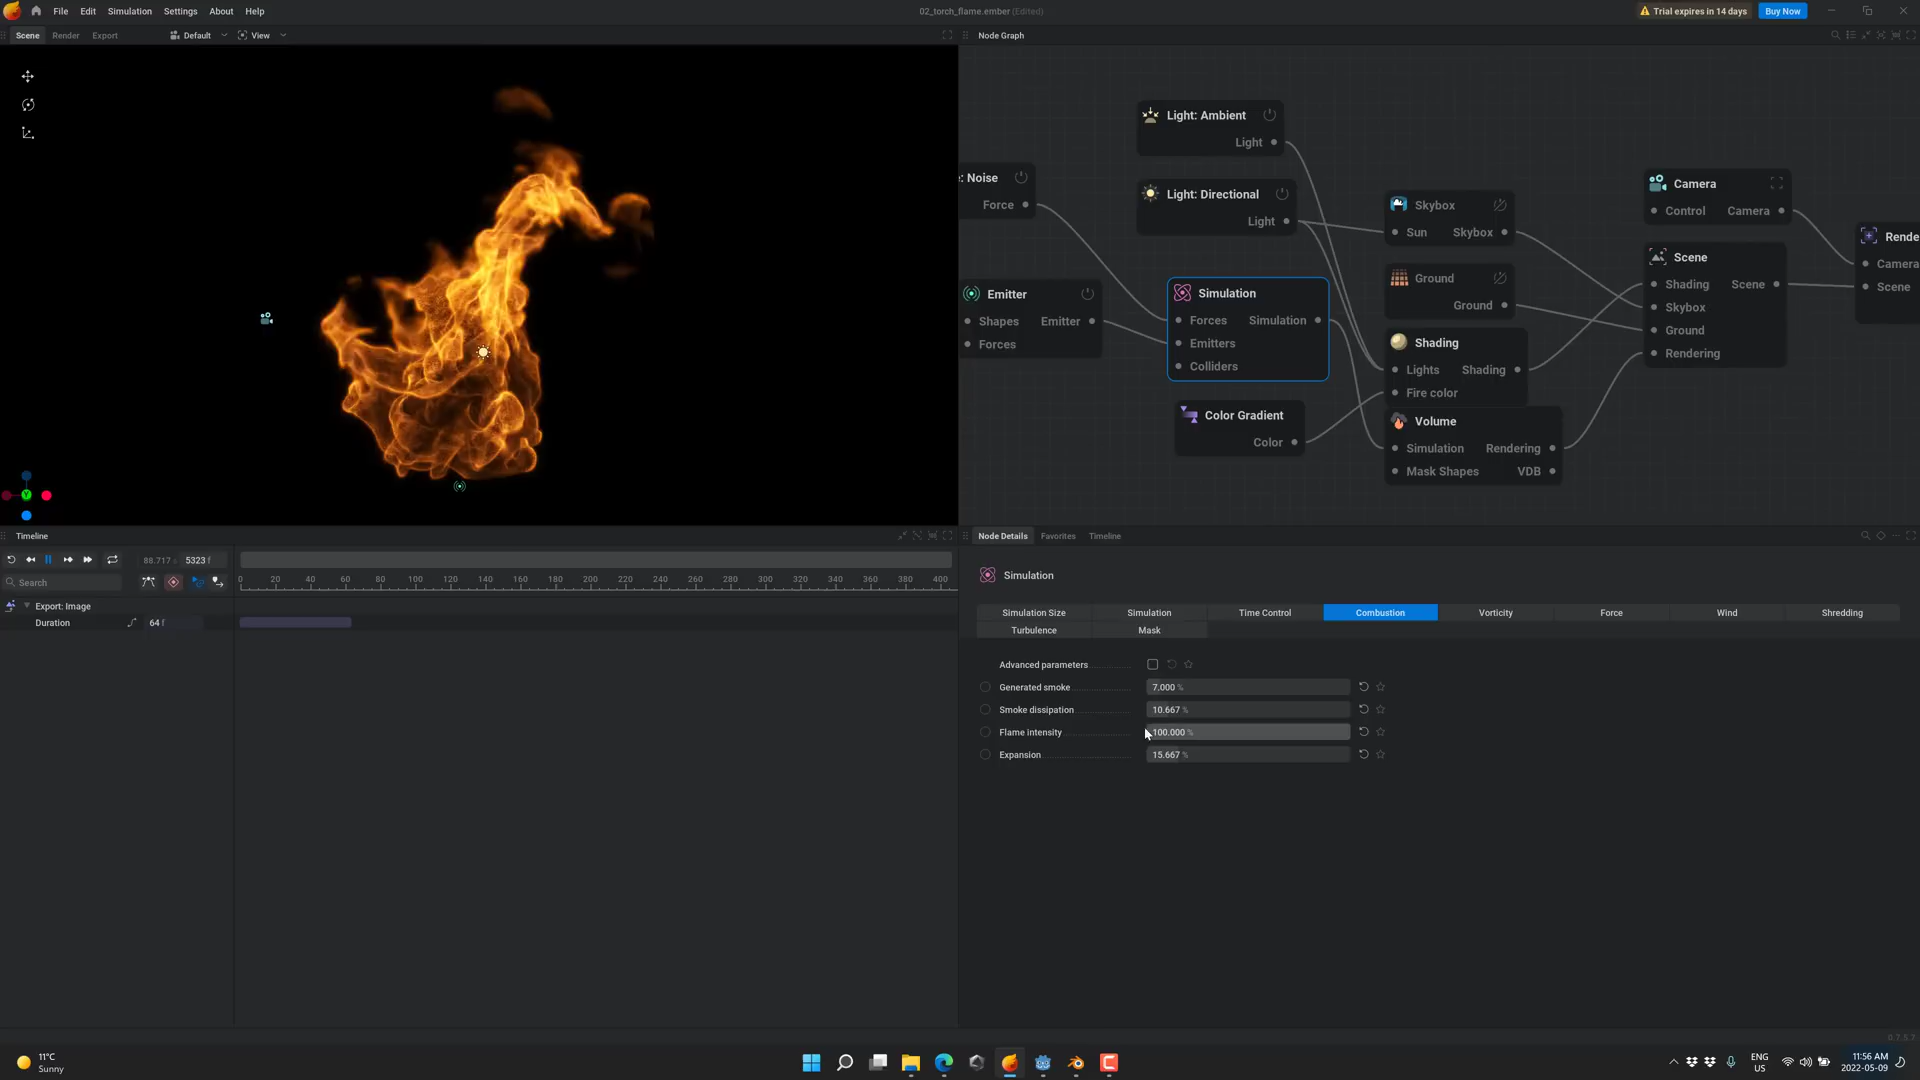 File Edit Simulation Settings About Help
02_torch_flame.ember (Edited)
Trial expires in 14 days Buy Now
Scene Render Export Default View
Node Graph
Light: Ambient
Light
: Noise
Force
Light: Directional
Light
Skybox
Sun Skybox
Camera
Control Camera
Rende
Camera
Scene
Scene
Shading Scene
Skybox
Ground
Rendering
Ground
Ground
Emitter
Shapes Emitter
Forces
Simulation
Forces Simulation
Emitters
Colliders
Shading
Lights Shading
Fire color
Color Gradient
Color
Volume
Simulation Rendering
Mask Shapes VDB
Y
Timeline
88.717 s 5323 f
Search
0 20 40 60 80 100 120 140 160 180 200 220 240 260 280 300 320 340 360 380 400
Export: Image
Duration 64 f
Node Details Favorites Timeline
Simulation
Simulation Size Simulation Time Control Combustion Vorticity Force Wind Shredding
Turbulence Mask
Advanced parameters
Generated smoke 7.000 %
Smoke dissipation 10.667 %
Flame intensity 100.000 %
Expansion 15.667 %
0.7.5.7
11°C
Sunny
ENG
US
11:56 AM
2022-05-09